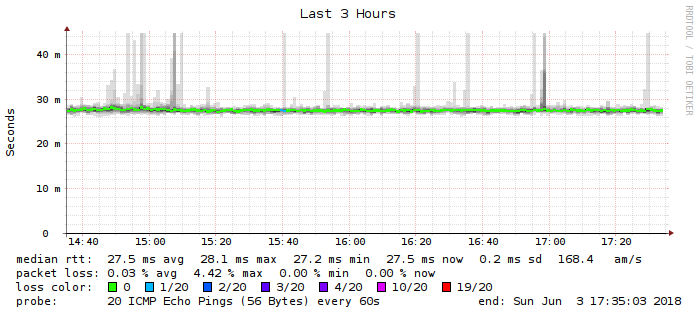 Last 3 Hours
RRDTOOL / TOBI OETIKER
Seconds
40 m
30 m
20 m
10 m
0
14:40 15:00 15:20 15:40 16:00 16:20 16:40 17:00 17:20
median rtt: 27.5 ms avg 28.1 ms max 27.2 ms min 27.5 ms now 0.2 ms sd 168.4 am/s
packet loss: 0.03 % avg 4.42 % max 0.00 % min 0.00 % now
loss color: 0 1/20 2/20 3/20 4/20 10/20 19/20
probe: 20 ICMP Echo Pings (56 Bytes) every 60s end: Sun Jun 3 17:35:03 2018